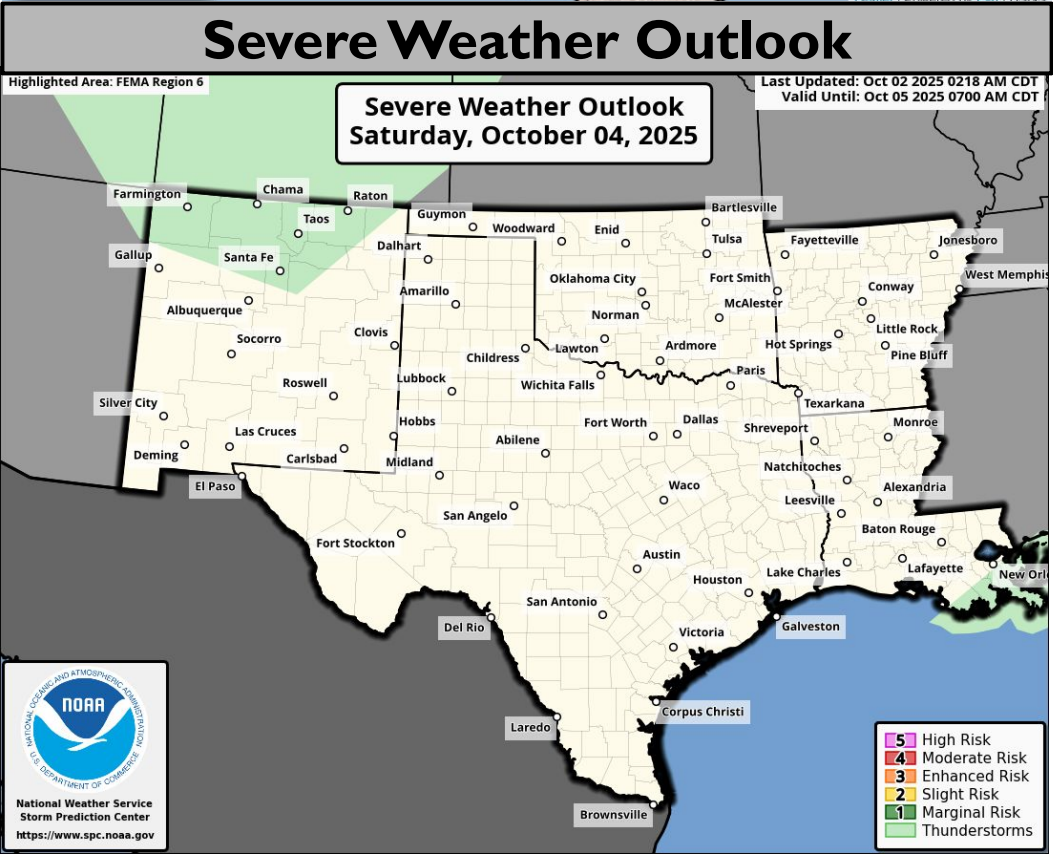 Severe Weather Outlook
Highlighted Area: FEMA Region 6
Last Updated: Oct 02 2025 0218 AM CDT
Valid Until: Oct 05 2025 0700 AM CDT
Severe Weather Outlook
Saturday, October 04, 2025
Farmington
Chama
Raton
Taos
Gallup
Santa Fe
Albuquerque
Socorro
Clovis
Roswell
Silver City
Las Cruces
Deming
Carlsbad
Hobbs
El Paso
Guymon
Woodward
Enid
Bartlesville
Tulsa
Oklahoma City
Norman
McAlester
Lawton
Ardmore
Dalhart
Amarillo
Childress
Lubbock
Wichita Falls
Paris
Fort Worth
Dallas
Abilene
Midland
Waco
San Angelo
Fort Stockton
Austin
Houston
San Antonio
Del Rio
Victoria
Galveston
Corpus Christi
Laredo
Brownsville
Fayetteville
Jonesboro
Fort Smith
Conway
West Memphis
Little Rock
Hot Springs
Pine Bluff
Texarkana
Shreveport
Monroe
Natchitoches
Alexandria
Leesville
Baton Rouge
Lake Charles
Lafayette
New Orl
NATIONAL OCEANIC AND ATMOSPHERIC ADMINISTRATION
NOAA
U.S. DEPARTMENT OF COMMERCE
National Weather Service
Storm Prediction Center
https://www.spc.noaa.gov
5 High Risk
4 Moderate Risk
3 Enhanced Risk
2 Slight Risk
1 Marginal Risk
Thunderstorms